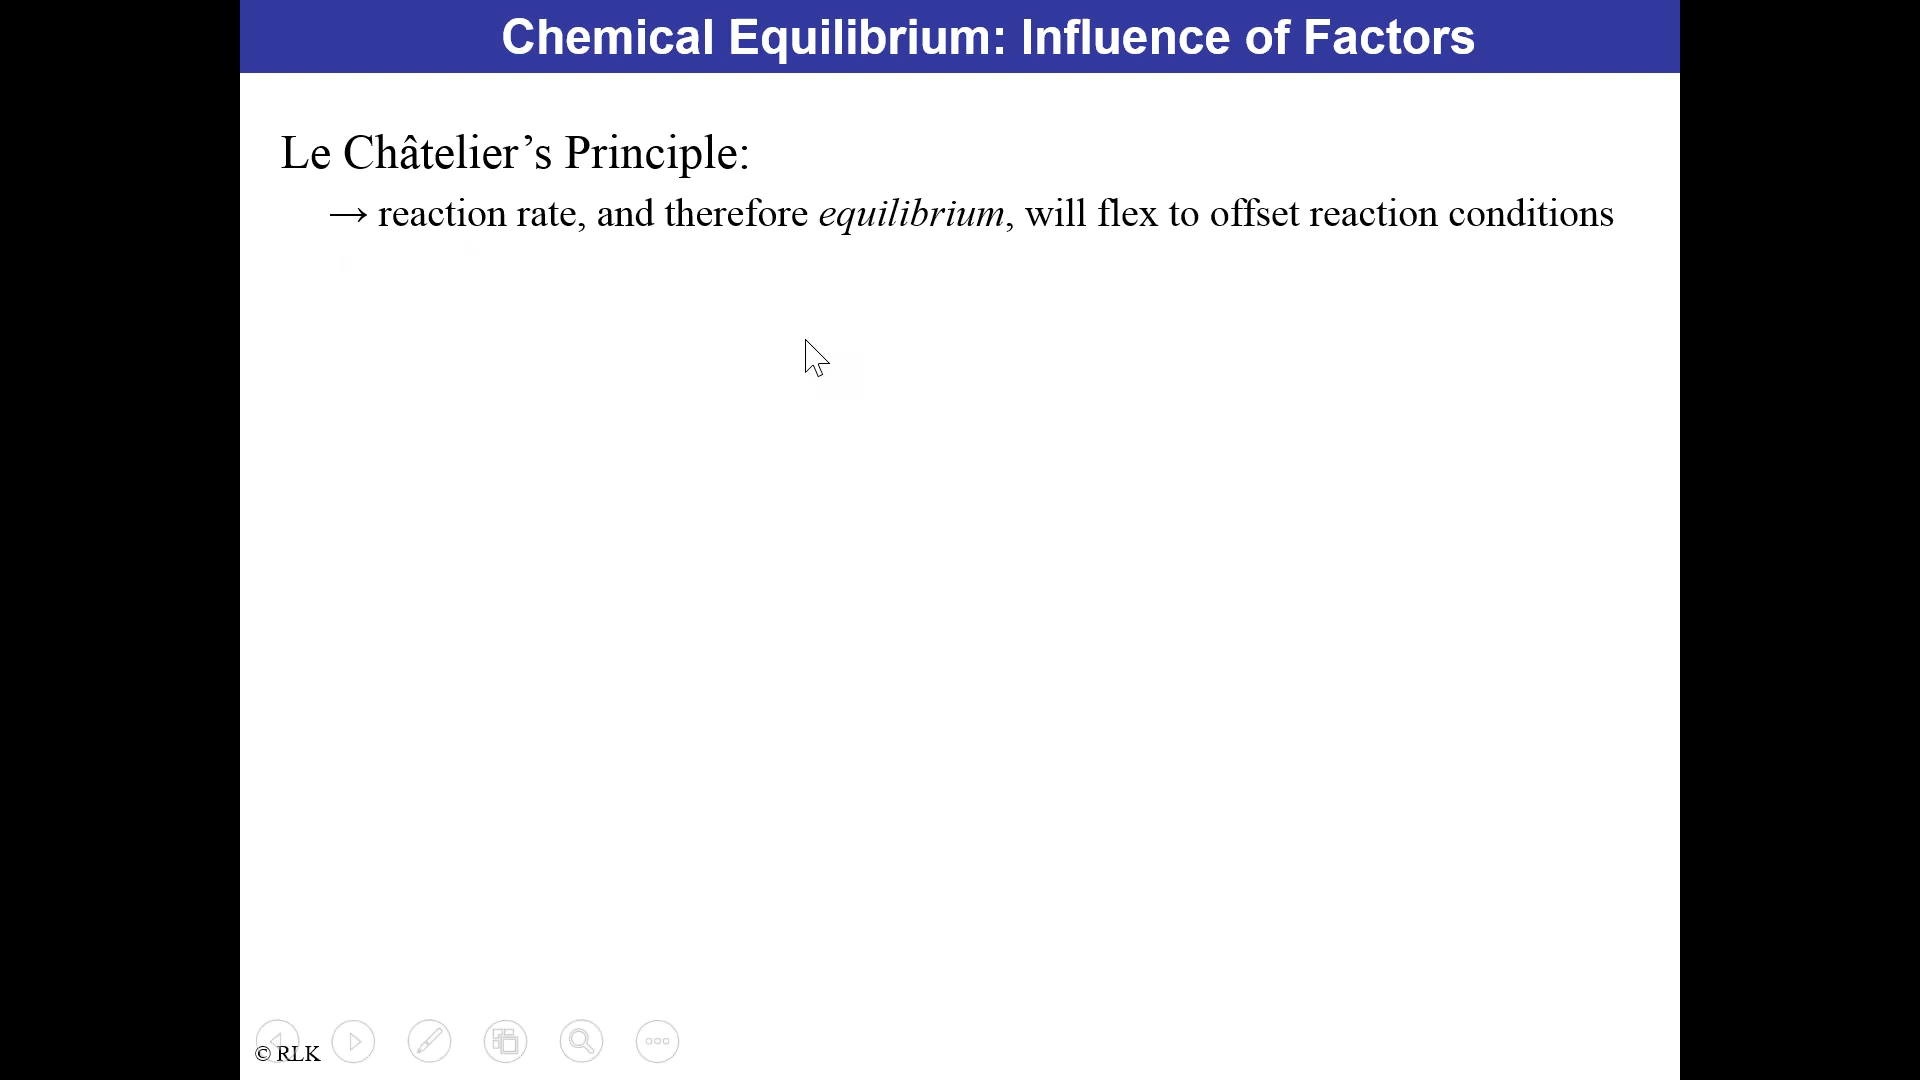 Chemical Equilibrium: Influence of Factors
Le Châtelier’s Principle:
→ reaction rate, and therefore equilibrium, will flex to offset reaction conditions
© RLK